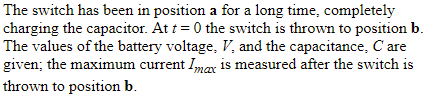 The switch has been in position a for a long time, completely
charging the capacitor. At t = 0 the switch is thrown to position b.
The values of the battery voltage, V, and the capacitance, C are
given; the maximum current Imax is measured after the switch is
thrown to position b.